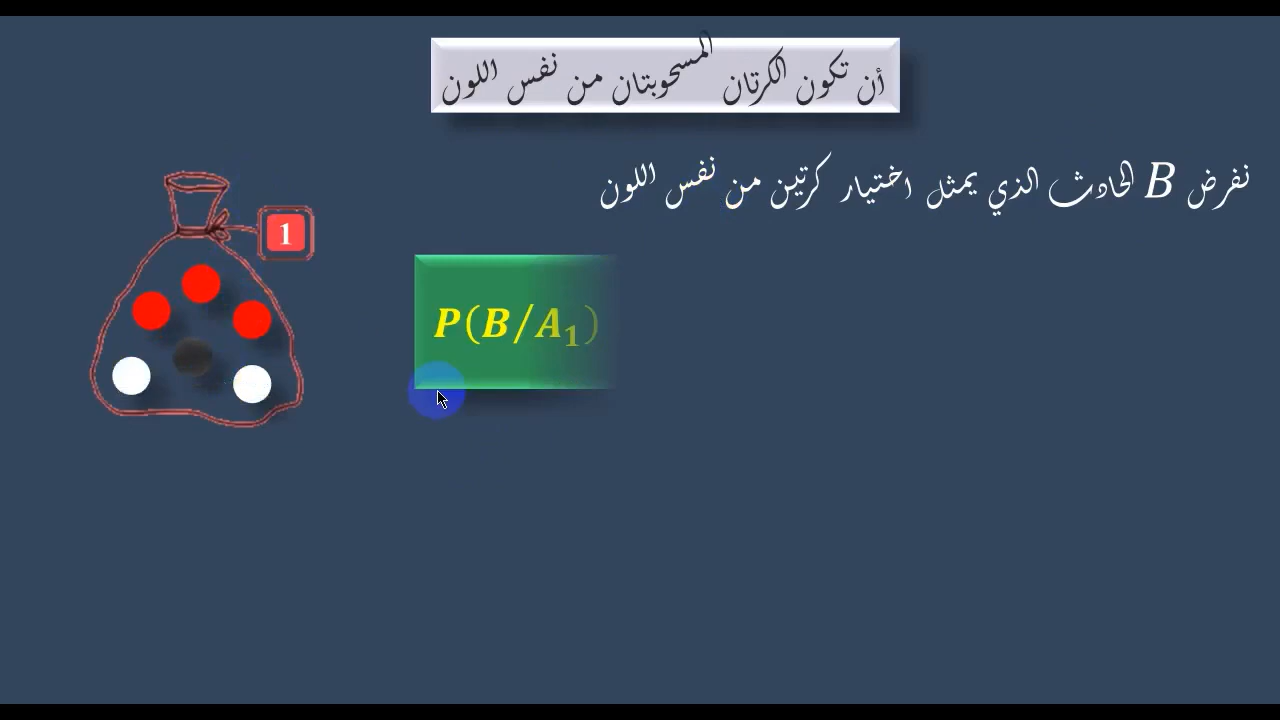 أن تكون الكرتان المسحوبتان من نفس اللون
نفرض B الحادث الذي يمثل اختيار كرتين من نفس اللون
1
P(B/A₁)